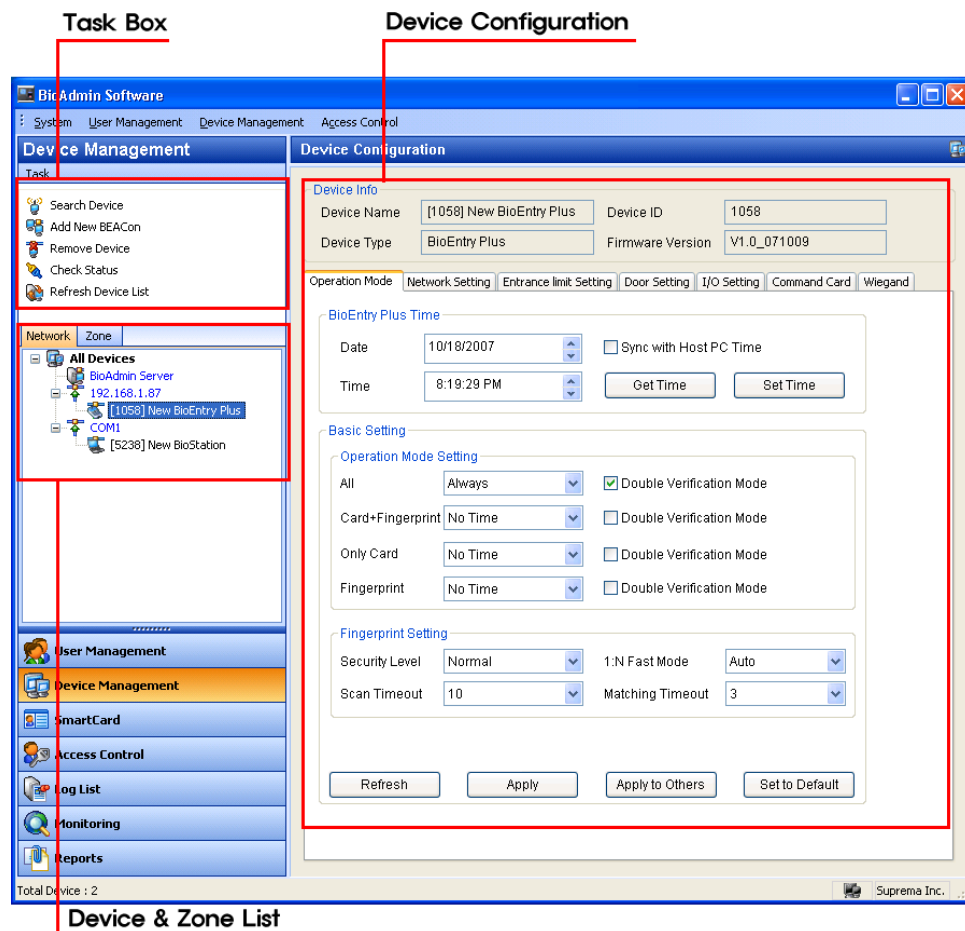 Task Box
Device Configuration
BioAdmin Software
System User Management Device Management Access Control
Device Management
Device Configuration
Task
Search Device
Add New BEACon
Remove Device
Check Status
Refresh Device List
Network Zone
All Devices
BioAdmin Server
192.168.1.87
[1058] New BioEntry Plus
COM1
[5238] New BioStation
User Management
Device Management
SmartCard
Access Control
Log List
Monitoring
Reports
Device Info
Device Name [1058] New BioEntry Plus Device ID 1058
Device Type BioEntry Plus Firmware Version V1.0_071009
Operation Mode Network Setting Entrance limit Setting Door Setting I/O Setting Command Card Wiegand
BioEntry Plus Time
Date 10/18/2007 Sync with Host PC Time
Time 8:19:29 PM Get Time Set Time
Basic Setting
Operation Mode Setting
All Always Double Verification Mode
Card+Fingerprint No Time Double Verification Mode
Only Card No Time Double Verification Mode
Fingerprint No Time Double Verification Mode
Fingerprint Setting
Security Level Normal 1:N Fast Mode Auto
Scan Timeout 10 Matching Timeout 3
Refresh Apply Apply to Others Set to Default
Total Device : 2 Suprema Inc.
Device & Zone List